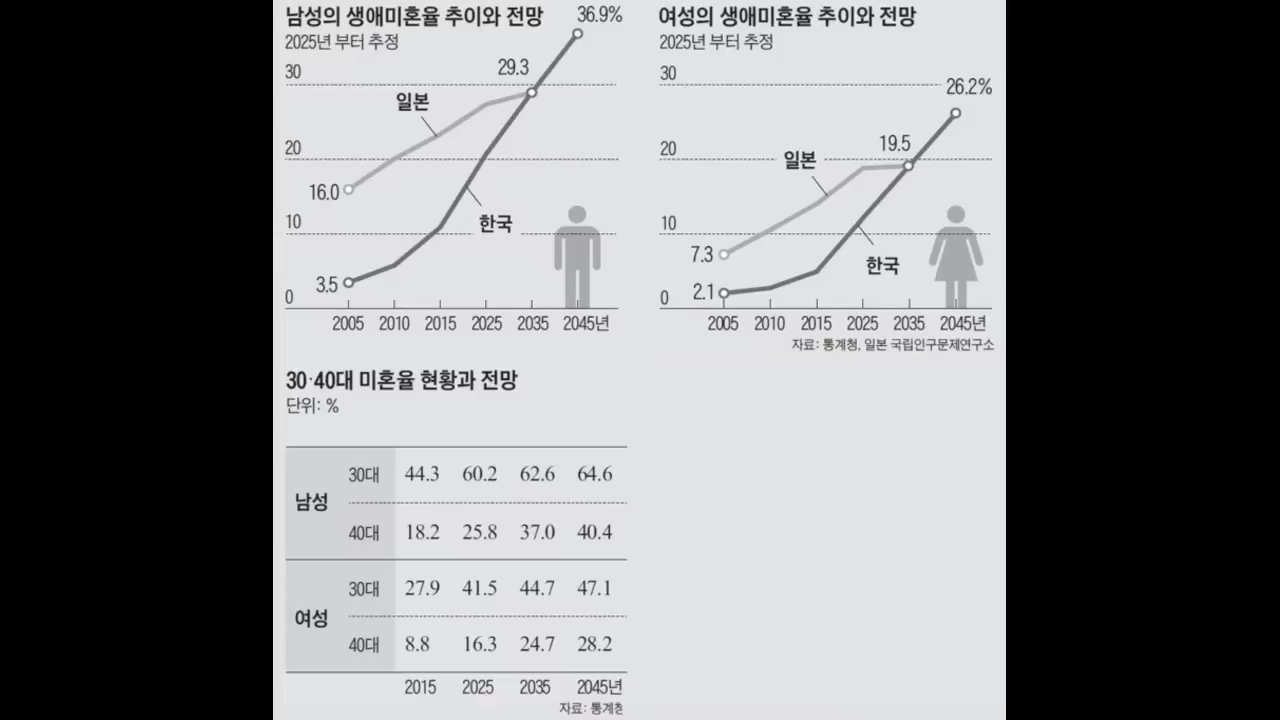 남성의 생애미혼율 추이와 전망
2025년 부터 추정
36.9%
30
29.3
일본
20
16.0
10
한국
3.5
0
2005 2010 2015 2025 2035 2045년
여성의 생애미혼율 추이와 전망
2025년 부터 추정
30
26.2%
20
19.5
일본
10
7.3
한국
2.1
0
2005 2010 2015 2025 2035 2045년
자료: 통계청, 일본 국립인구문제연구소
30·40대 미혼율 현황과 전망
단위: %
남성
30대 44.3 60.2 62.6 64.6
40대 18.2 25.8 37.0 40.4
여성
30대 27.9 41.5 44.7 47.1
40대 8.8 16.3 24.7 28.2
2015 2025 2035 2045년
자료: 통계청